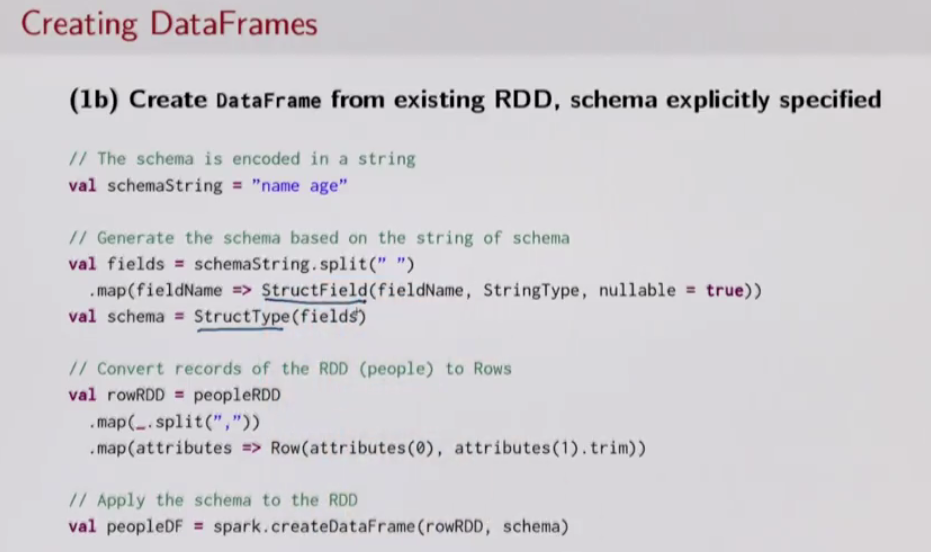 Creating DataFrames
(1b) Create DataFrame from existing RDD, schema explicitly specified
// The schema is encoded in a string
val schemaString = "name age"
// Generate the schema based on the string of schema
val fields = schemaString.split(" ")
.map(fieldName => StructField(fieldName, StringType, nullable = true))
val schema = StructType(fields)
// Convert records of the RDD (people) to Rows
val rowRDD = peopleRDD
.map(_.split(","))
.map(attributes => Row(attributes(0), attributes(1).trim))
// Apply the schema to the RDD
val peopleDF = spark.createDataFrame(rowRDD, schema)